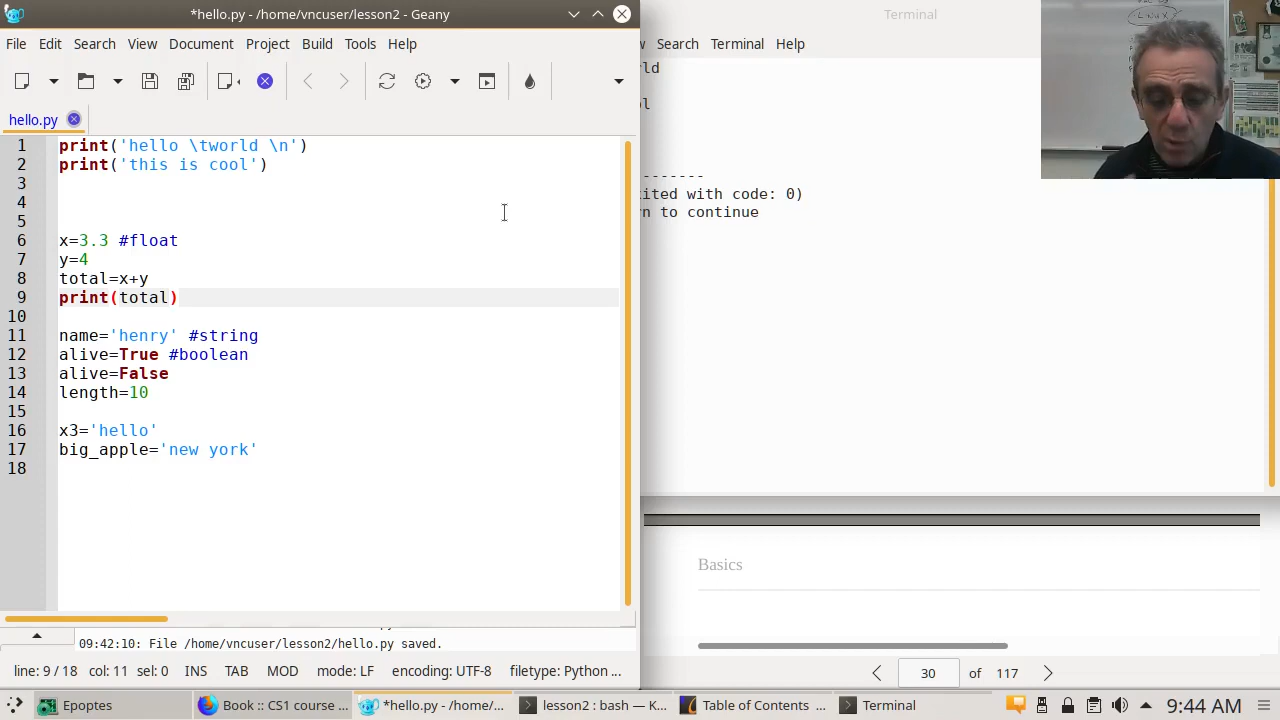 *hello.py - /home/vncuser/lesson2 - Geany
Terminal
LINUX
File Edit Search View Document Project Build Tools Help
Search Terminal Help
hello.py
1 print('hello \tworld \n')
2 print('this is cool')
3
4
5
6 x=3.3 #float
7 y=4
8 total=x+y
9 print(total)
10
11 name='henry' #string
12 alive=True #boolean
13 alive=False
14 length=10
15
16 x3='hello'
17 big_apple='new york'
18
rld
ol
-------
ited with code: 0)
rn to continue
Basics
09:42:10: File /home/vncuser/lesson2/hello.py saved.
line: 9 / 18 col: 11 sel: 0 INS TAB MOD mode: LF encoding: UTF-8 filetype: Python ...
30 of 117
Epoptes Book :: CS1 course ... *hello.py - /home/... lesson2 : bash — K... Table of Contents ... Terminal 9:44 AM